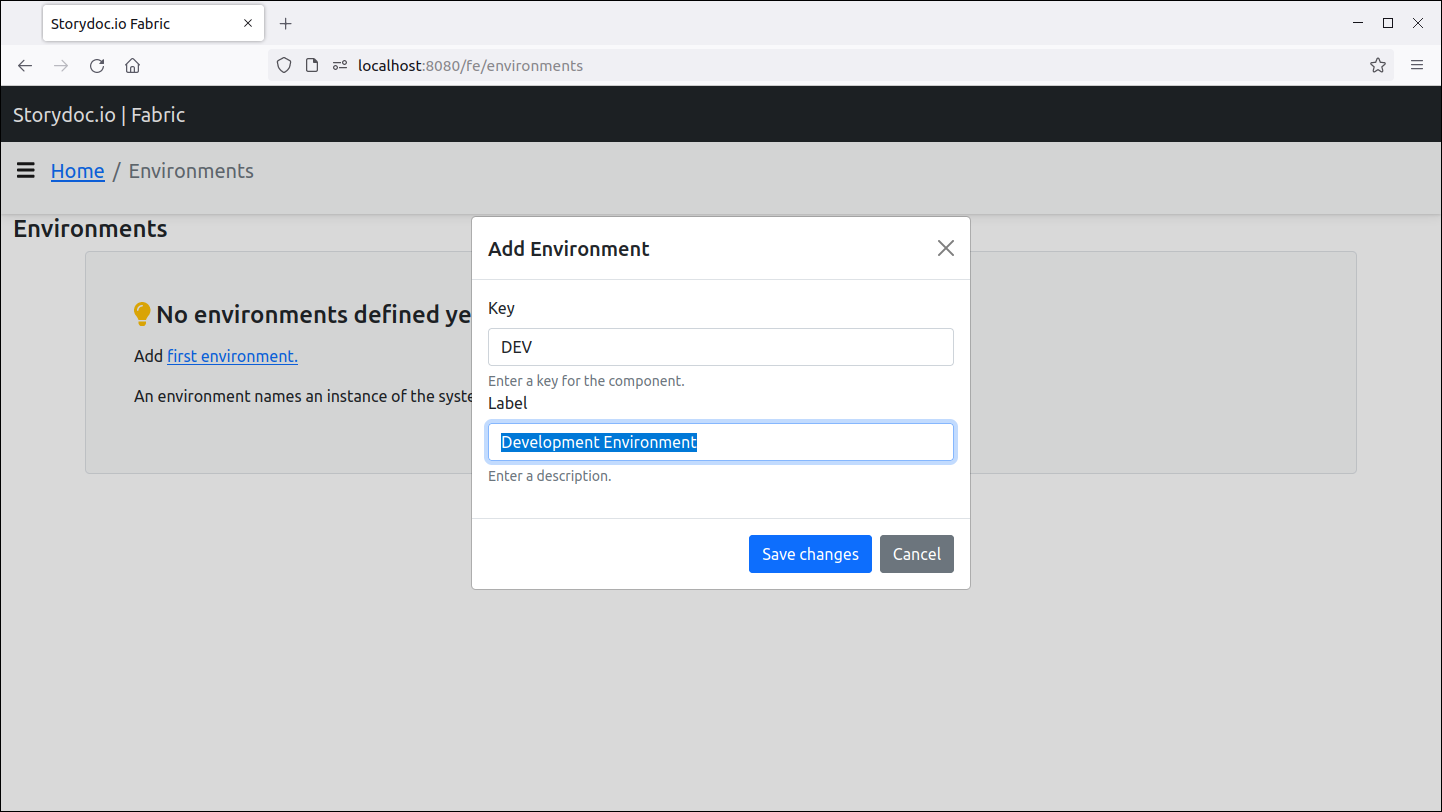 Storydoc.io Fabric
localhost:8080/fe/environments
Storydoc.io | Fabric
Home / Environments
Environments
No environments defined ye
Add first environment.
An environment names an instance of the syste
Add Environment
Key
DEV
Enter a key for the component.
Label
Development Environment
Enter a description.
Save changes Cancel